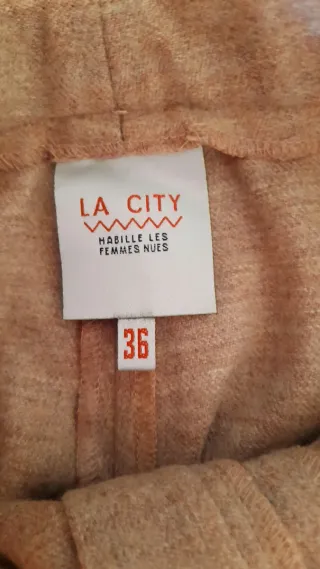 LA CITY
HABILLE LES
FEMMES NUES
36